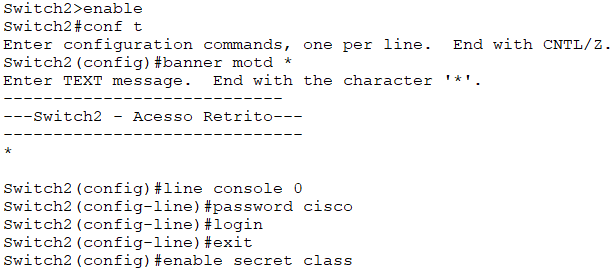 Switch2>enable
Switch2#conf t
Enter configuration commands, one per line.  End with CNTL/Z.
Switch2(config)#banner motd *
Enter TEXT message.  End with the character '*'.
----------------------------
---Switch2 - Acesso Retrito---
------------------------------
*

Switch2(config)#line console 0
Switch2(config-line)#password cisco
Switch2(config-line)#login
Switch2(config-line)#exit
Switch2(config)#enable secret class